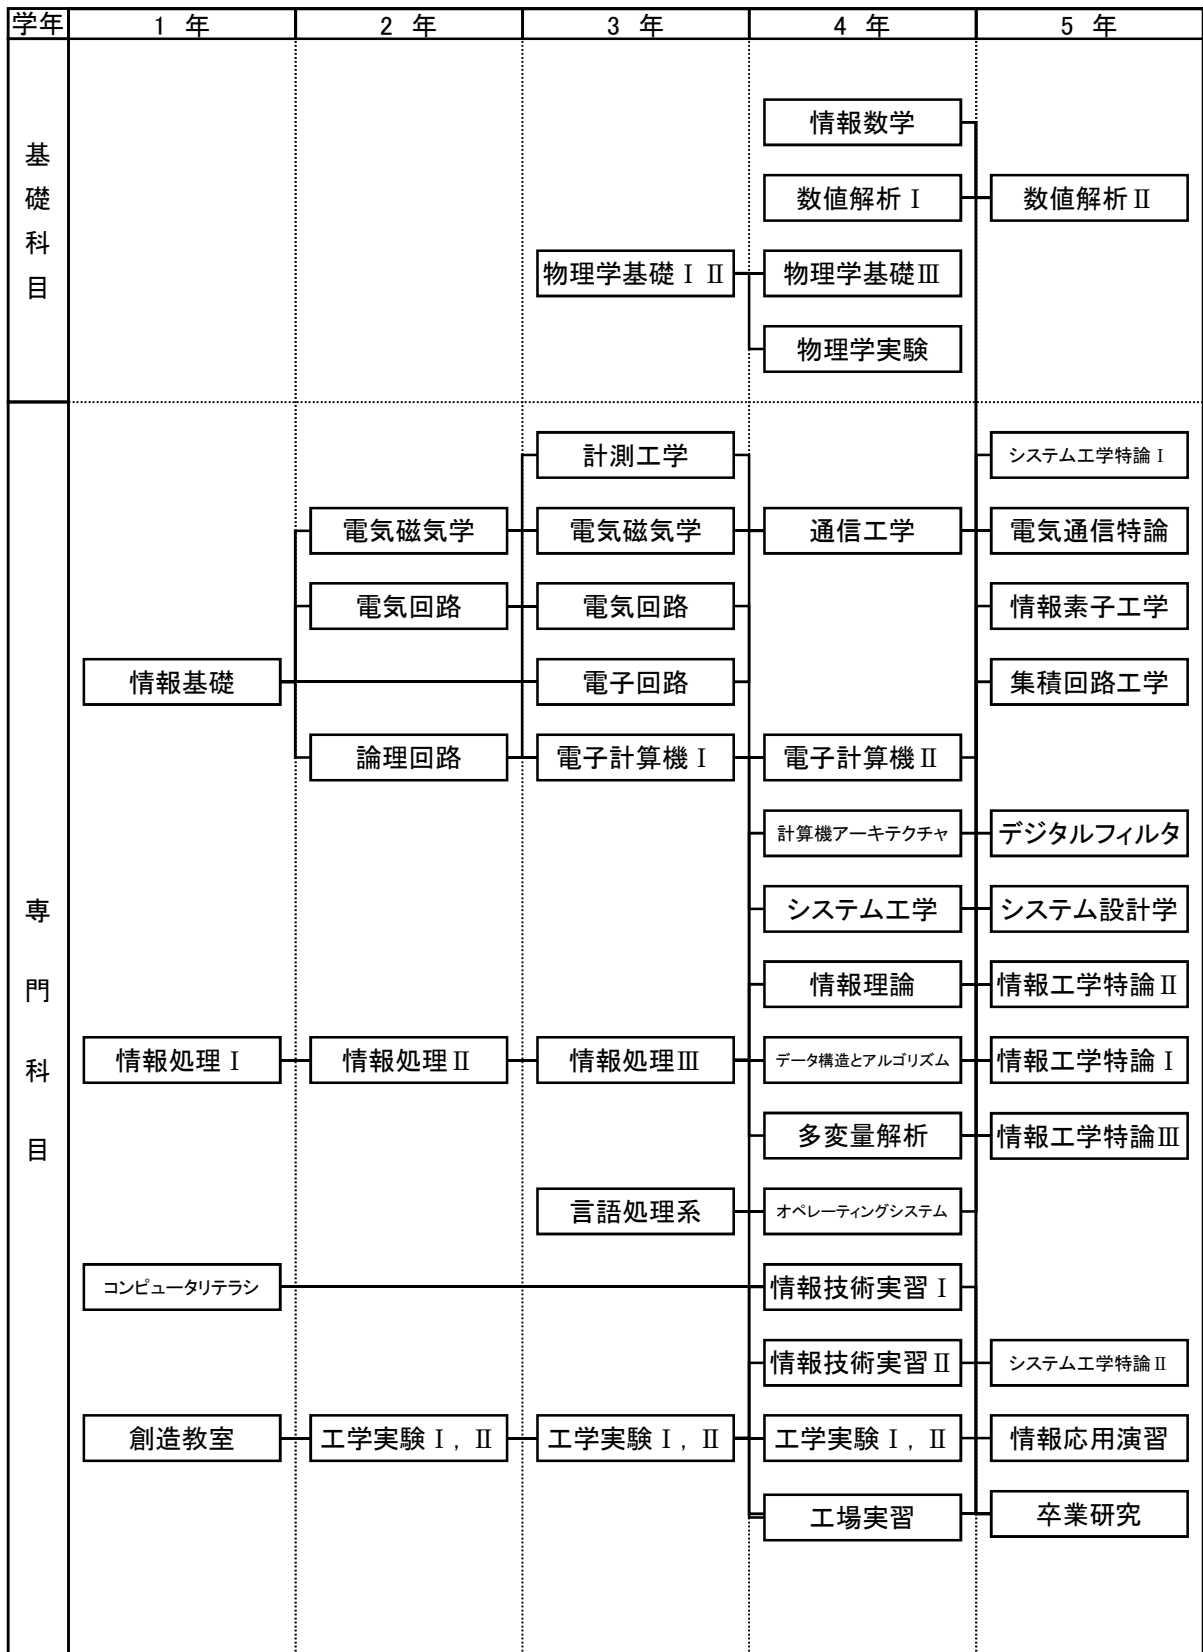 学年 1 年 2 年 3 年 4 年 5 年
基礎科目
情報数学
数値解析Ⅰ 数値解析Ⅱ
物理学基礎Ⅰ Ⅱ 物理学基礎Ⅲ
物理学実験
専門科目
計測工学 システム工学特論Ⅰ
電気磁気学 電気磁気学 通信工学 電気通信特論
電気回路 電気回路 情報素子工学
情報基礎 電子回路 集積回路工学
論理回路 電子計算機Ⅰ 電子計算機Ⅱ
計算機アーキテクチャ デジタルフィルタ
システム工学 システム設計学
情報理論 情報工学特論Ⅱ
情報処理Ⅰ 情報処理Ⅱ 情報処理Ⅲ データ構造とアルゴリズム 情報工学特論Ⅰ
多変量解析 情報工学特論Ⅲ
言語処理系 オペレーティングシステム
コンピュータリテラシ 情報技術実習Ⅰ
情報技術実習Ⅱ システム工学特論Ⅱ
創造教室 工学実験Ⅰ，Ⅱ 工学実験Ⅰ，Ⅱ 工学実験Ⅰ，Ⅱ 情報応用演習
工場実習 卒業研究